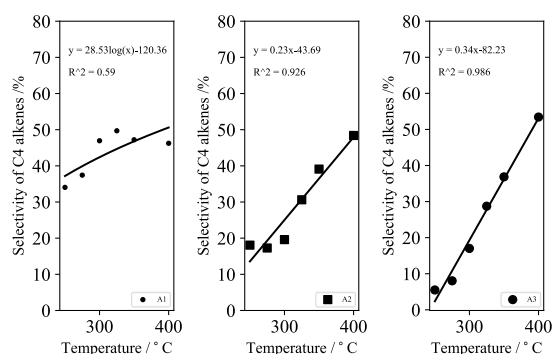 y = 28.53log(x)-120.36
R^2 = 0.59
80
70
60
50
40
30
20
10
0
Selectivity of C4 alkenes /%
A1
300 400
Temperature / ° C
y = 0.23x-43.69
R^2 = 0.926
80
70
60
50
40
30
20
10
0
Selectivity of C4 alkenes /%
A2
300 400
Temperature / ° C
y = 0.34x-82.23
R^2 = 0.986
80
70
60
50
40
30
20
10
0
Selectivity of C4 alkenes /%
A3
300 400
Temperature / ° C